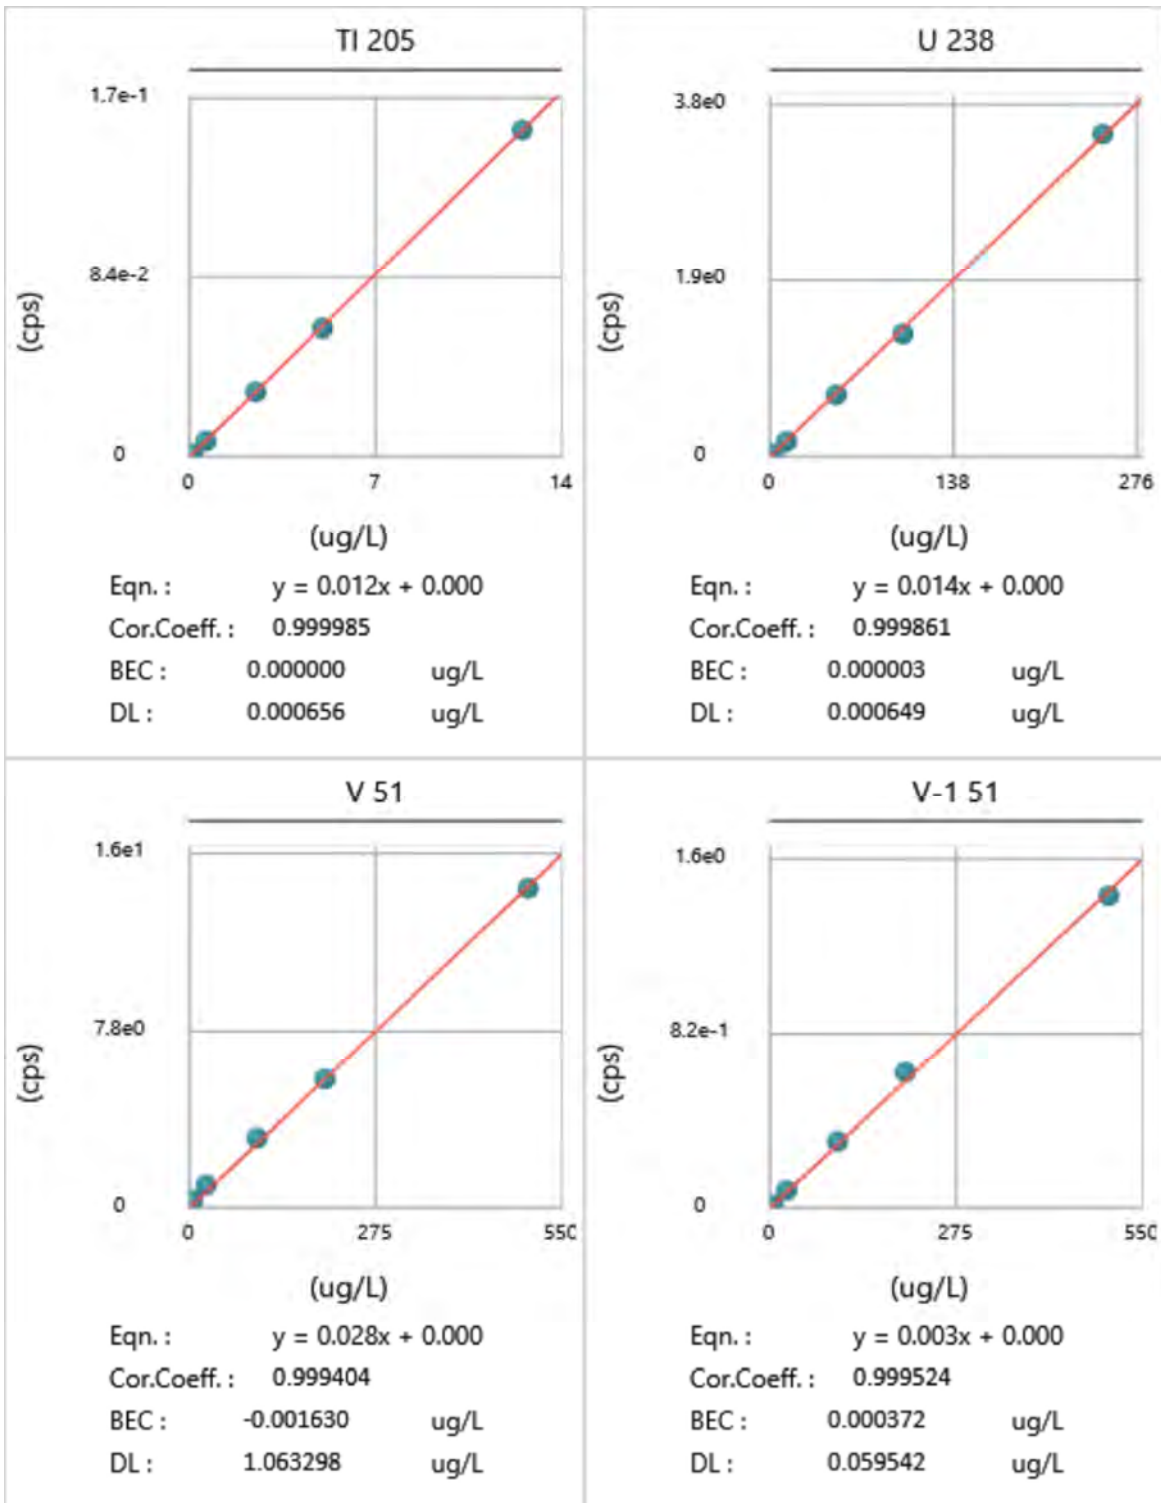 Tl 205
1.7e-1
8.4e-2
0
(cps)
0 7 14
(ug/L)
Eqn. : y = 0.012x + 0.000
Cor.Coeff. : 0.999985
BEC : 0.000000 ug/L
DL : 0.000656 ug/L
U 238
3.8e0
1.9e0
0
(cps)
0 138 276
(ug/L)
Eqn. : y = 0.014x + 0.000
Cor.Coeff. : 0.999861
BEC : 0.000003 ug/L
DL : 0.000649 ug/L
V 51
1.6e1
7.8e0
0
(cps)
0 275 550
(ug/L)
Eqn. : y = 0.028x + 0.000
Cor.Coeff. : 0.999404
BEC : -0.001630 ug/L
DL : 1.063298 ug/L
V-1 51
1.6e0
8.2e-1
0
(cps)
0 275 550
(ug/L)
Eqn. : y = 0.003x + 0.000
Cor.Coeff. : 0.999524
BEC : 0.000372 ug/L
DL : 0.059542 ug/L